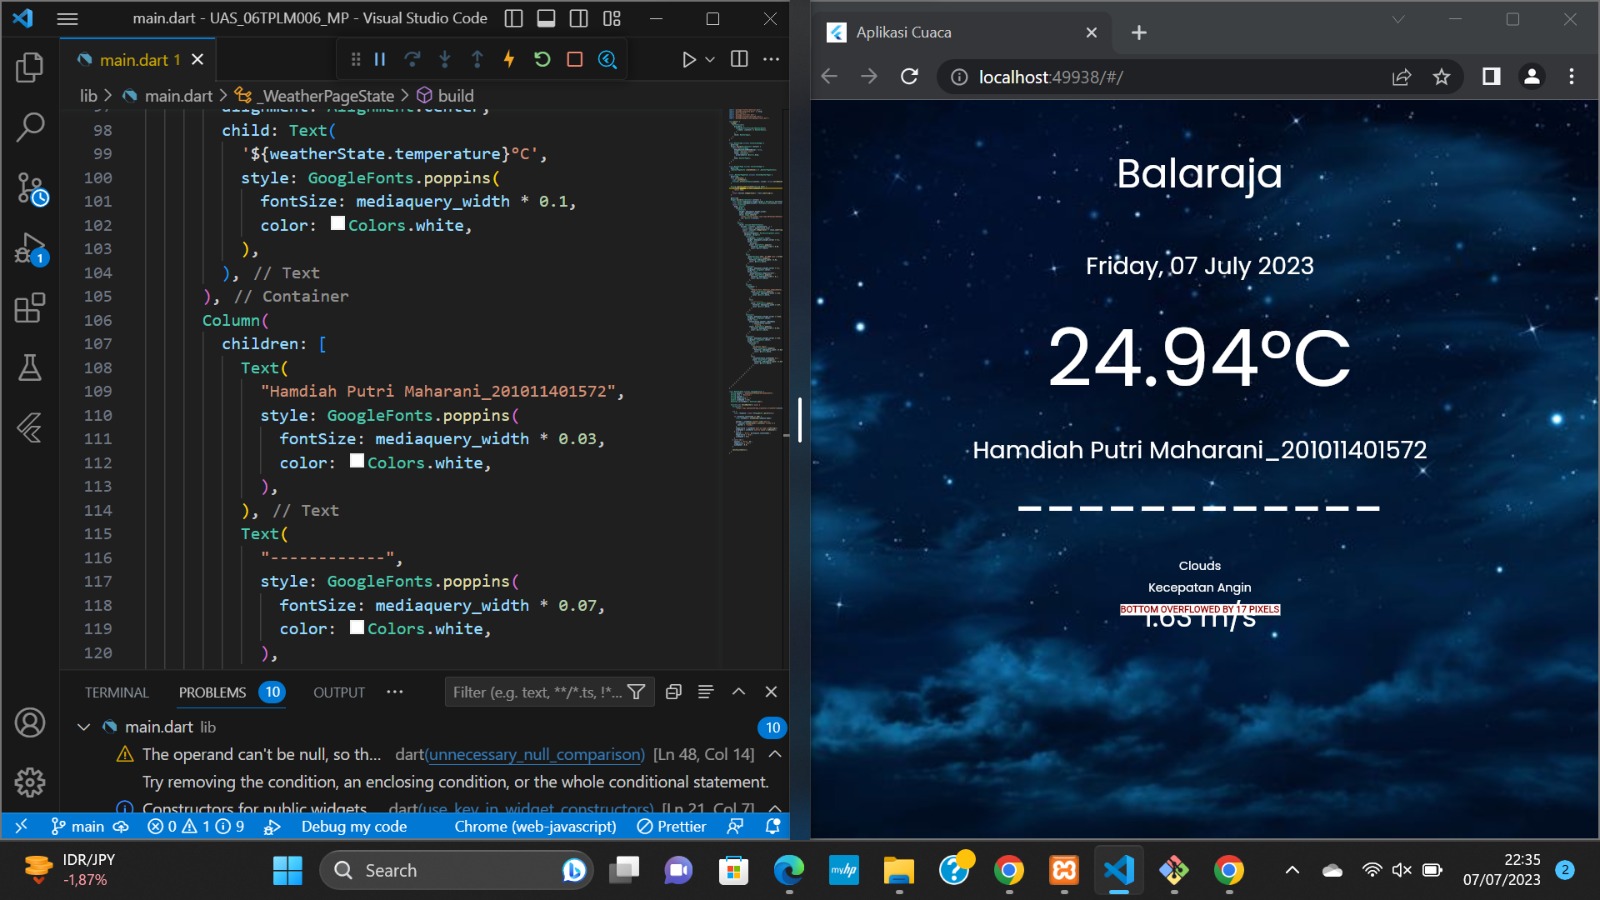 main.dart - UAS_06TPLM006_MP - Visual Studio Code
main.dart 1
lib > main.dart > _WeatherPageState > build
98 child: Text(
99 '${weatherState.temperature}°C',
100 style: GoogleFonts.poppins(
101 fontSize: mediaquery_width * 0.1,
102 color: Colors.white,
103 ),
104 ), // Text
105 ), // Container
106 Column(
107 children: [
108 Text(
109 "Hamdiah Putri Maharani_201011401572",
110 style: GoogleFonts.poppins(
111 fontSize: mediaquery_width * 0.03,
112 color: Colors.white,
113 ),
114 ), // Text
115 Text(
116 "------------",
117 style: GoogleFonts.poppins(
118 fontSize: mediaquery_width * 0.07,
119 color: Colors.white,
120 ),
1
TERMINAL PROBLEMS 10 OUTPUT ···
Filter (e.g. text, **/*.ts, !*...
main.dart lib 10
The operand can't be null, so th... dart(unnecessary_null_comparison) [Ln 48, Col 14]
Try removing the condition, an enclosing condition, or the whole conditional statement.
Constructors for public widgets dart(use_key_in_widget_constructors) [Ln 21, Col 7]
main 0 1 9 Debug my code Chrome (web-javascript) Prettier
Aplikasi Cuaca
localhost:49938/#/
Balaraja
Friday, 07 July 2023
24.94°C
Hamdiah Putri Maharani_201011401572
------------
Clouds
Kecepatan Angin
BOTTOM OVERFLOWED BY 17 PIXELS
1.63 m/s
IDR/JPY
-1,87%
Search
myhp
22:35
07/07/2023
2